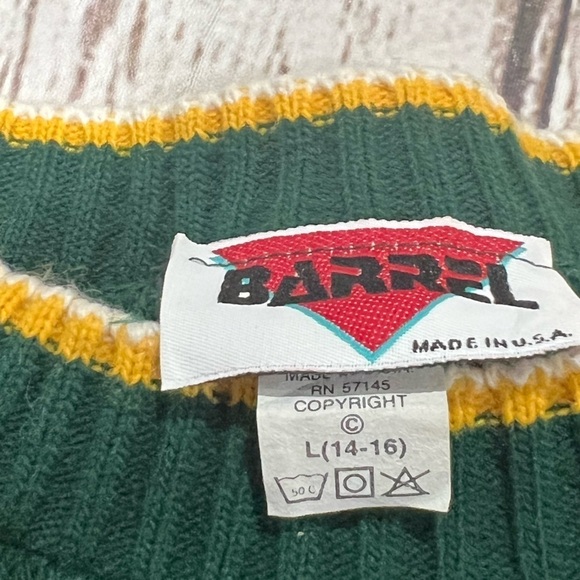 BARREL
MADE IN U.S.A.
RN 57145
COPYRIGHT
©
L(14-16)
50 C